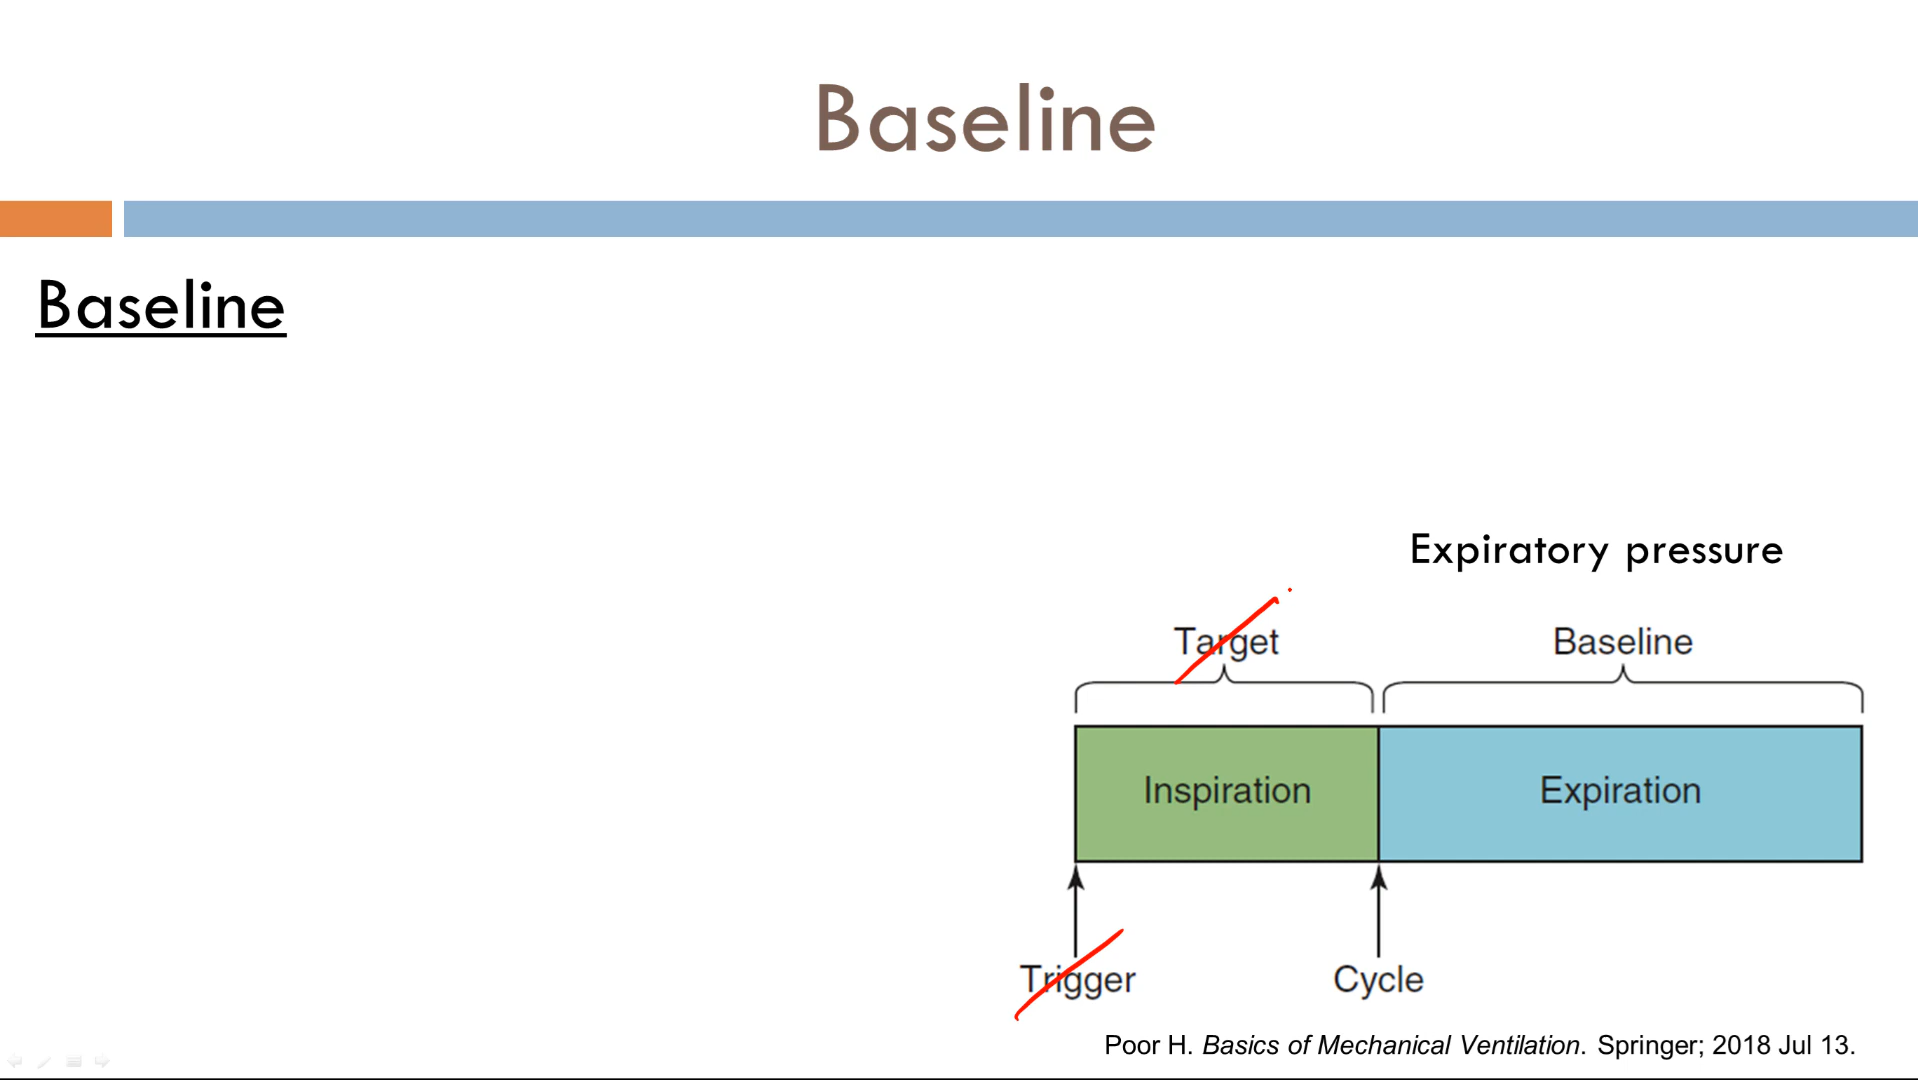 Baseline
Baseline
Expiratory pressure
Target
Baseline
Inspiration
Expiration
Trigger
Cycle
Poor H. Basics of Mechanical Ventilation. Springer; 2018 Jul 13.